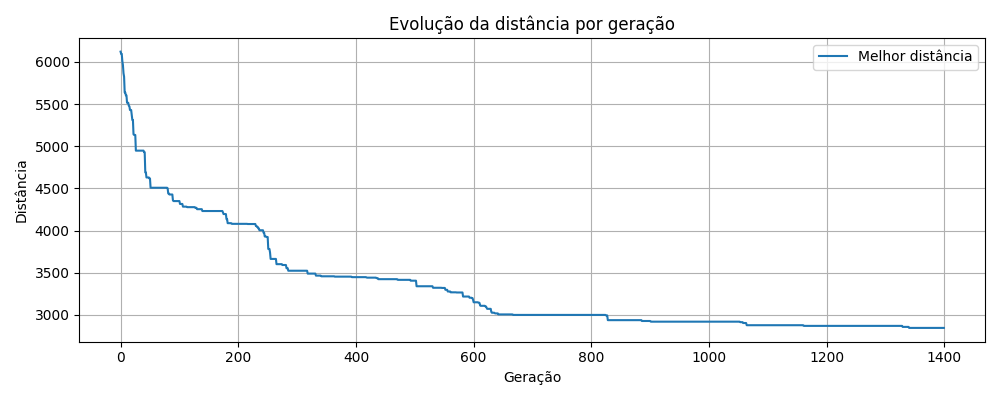 Evolução da distância por geração
Melhor distância
Distância
6000
5500
5000
4500
4000
3500
3000
0 200 400 600 800 1000 1200 1400
Geração